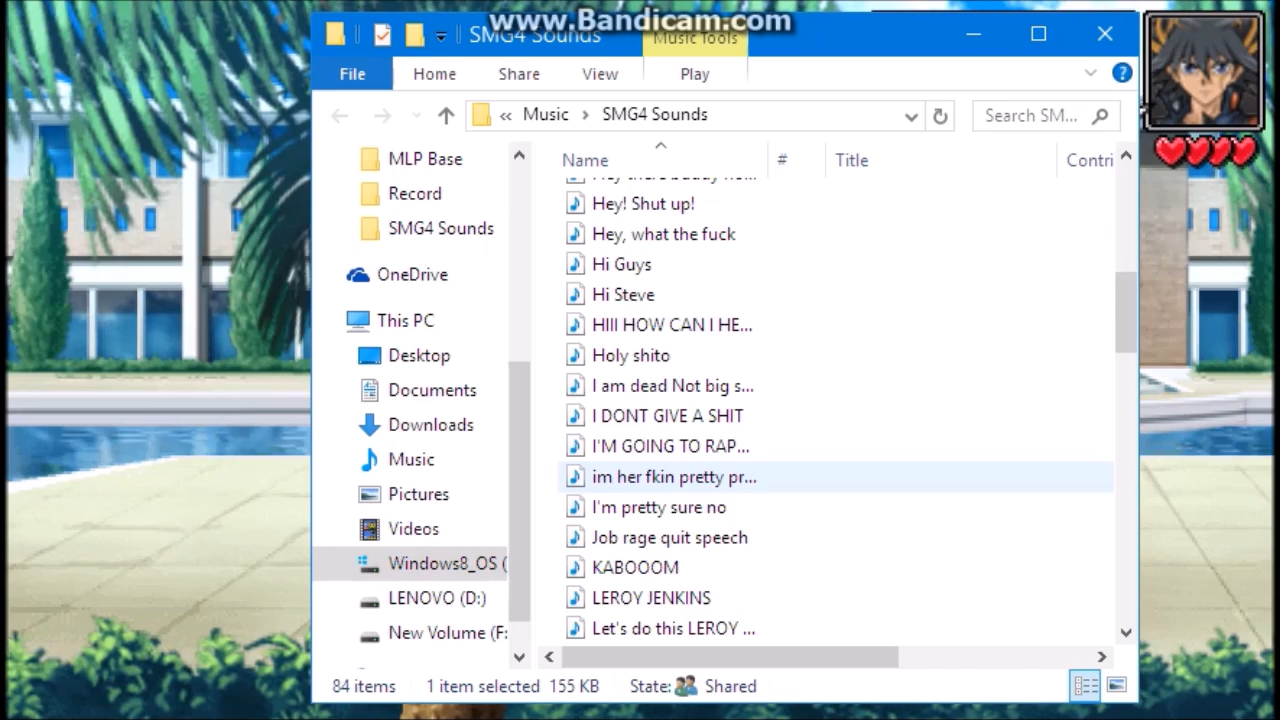 www.Bandicam.com
SMG4 Sounds
Music Tools
File Home Share View Play
« Music > SMG4 Sounds
Search SM...
Name # Title Contri
MLP Base
Record
SMG4 Sounds
OneDrive
This PC
Desktop
Documents
Downloads
Music
Pictures
Videos
Windows8_OS (
LENOVO (D:)
New Volume (F:
Hey! Shut up!
Hey, what the fuck
Hi Guys
Hi Steve
HIII HOW CAN I HE...
Holy shito
I am dead Not big s...
I DONT GIVE A SHIT
I'M GOING TO RAP...
im her fkin pretty pr...
I'm pretty sure no
Job rage quit speech
KABOOOM
LEROY JENKINS
Let's do this LEROY ...
84 items 1 item selected 155 KB State: Shared